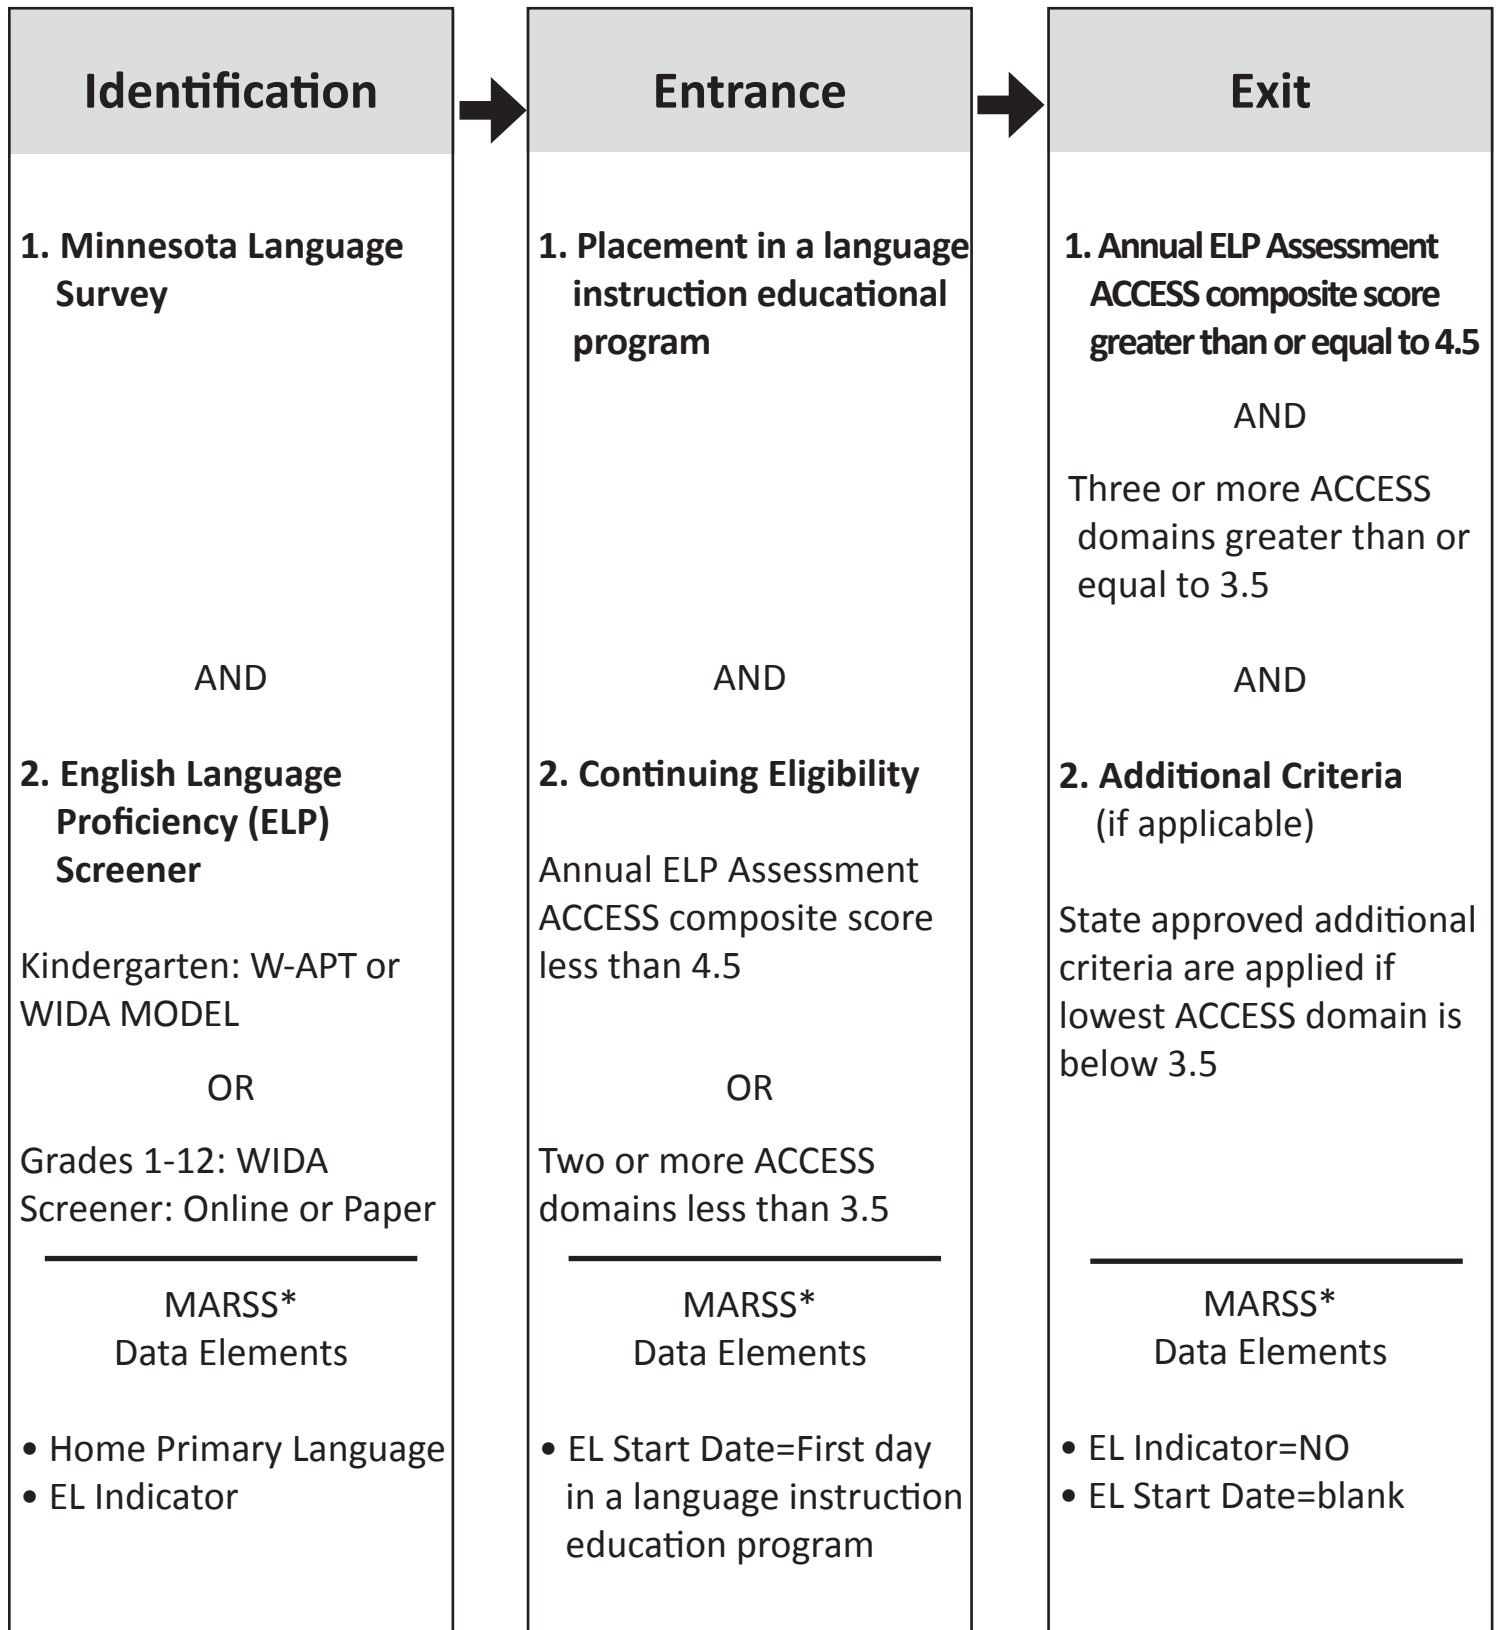 Identification
1. Minnesota Language
Survey
AND
2. English Language
Proficiency (ELP)
Screener
Kindergarten: W-APT or
WIDA MODEL
OR
Grades 1-12: WIDA
Screener: Online or Paper
MARSS*
Data Elements
• Home Primary Language
• EL Indicator
Entrance
1. Placement in a language
instruction educational
program
AND
2. Continuing Eligibility
Annual ELP Assessment
ACCESS composite score
less than 4.5
OR
Two or more ACCESS
domains less than 3.5
MARSS*
Data Elements
• EL Start Date=First day
in a language instruction
education program
Exit
1. Annual ELP Assessment
ACCESS composite score
greater than or equal to 4.5
AND
Three or more ACCESS
domains greater than or
equal to 3.5
AND
2. Additional Criteria
(if applicable)
State approved additional
criteria are applied if
lowest ACCESS domain is
below 3.5
MARSS*
Data Elements
• EL Indicator=NO
• EL Start Date=blank